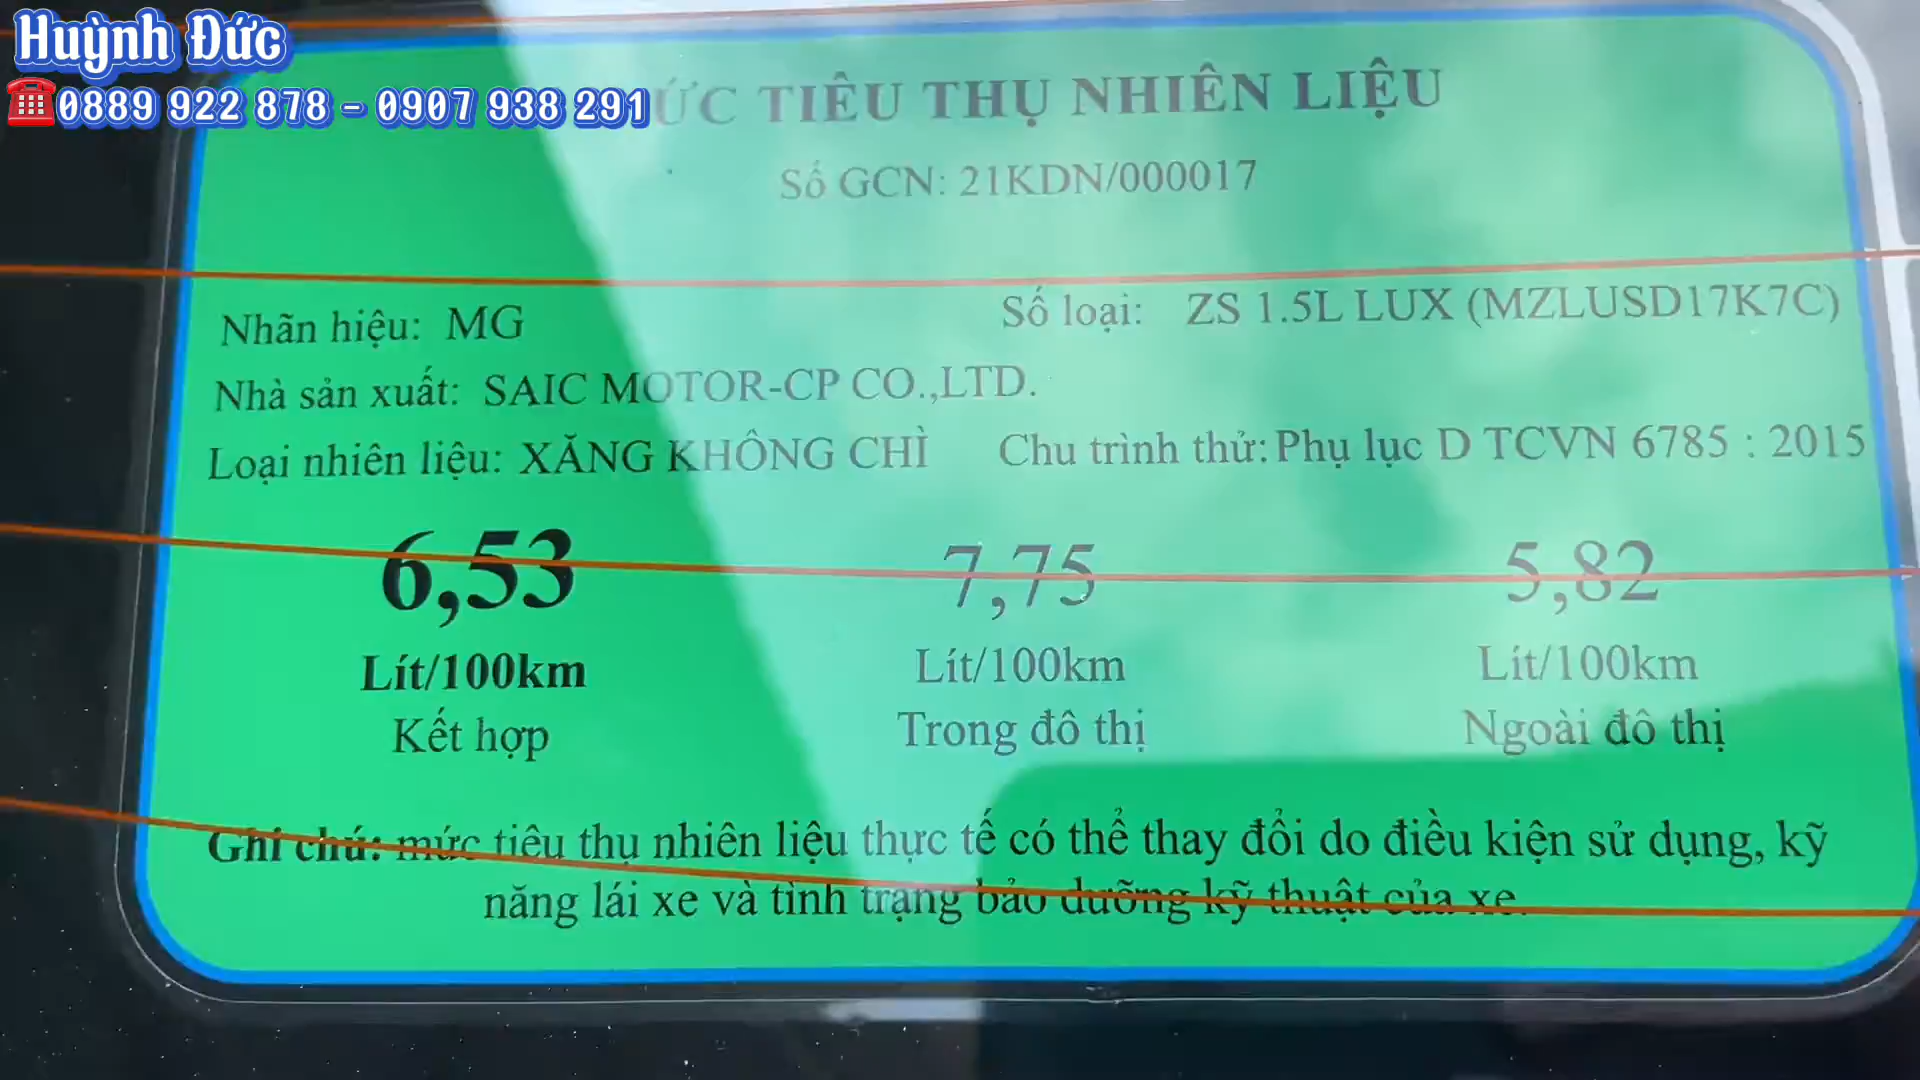 Huỳnh Đức
0889 922 878 - 0907 938 291
ỨC TIÊU THỤ NHIÊN LIỆU
Số GCN: 21KDN/000017
Nhãn hiệu: MG Số loại: ZS 1.5L LUX (MZLUSD17K7C)
Nhà sản xuất: SAIC MOTOR-CP CO.,LTD.
Loại nhiên liệu: XĂNG KHÔNG CHÌ Chu trình thử: Phụ lục D TCVN 6785 : 2015
6,53 7,75 5,82
Lít/100km Lít/100km Lít/100km
Kết hợp Trong đô thị Ngoài đô thị
Ghi chú: mức tiêu thụ nhiên liệu thực tế có thể thay đổi do điều kiện sử dụng, kỹ
năng lái xe và tình trạng bảo dưỡng kỹ thuật của xe.